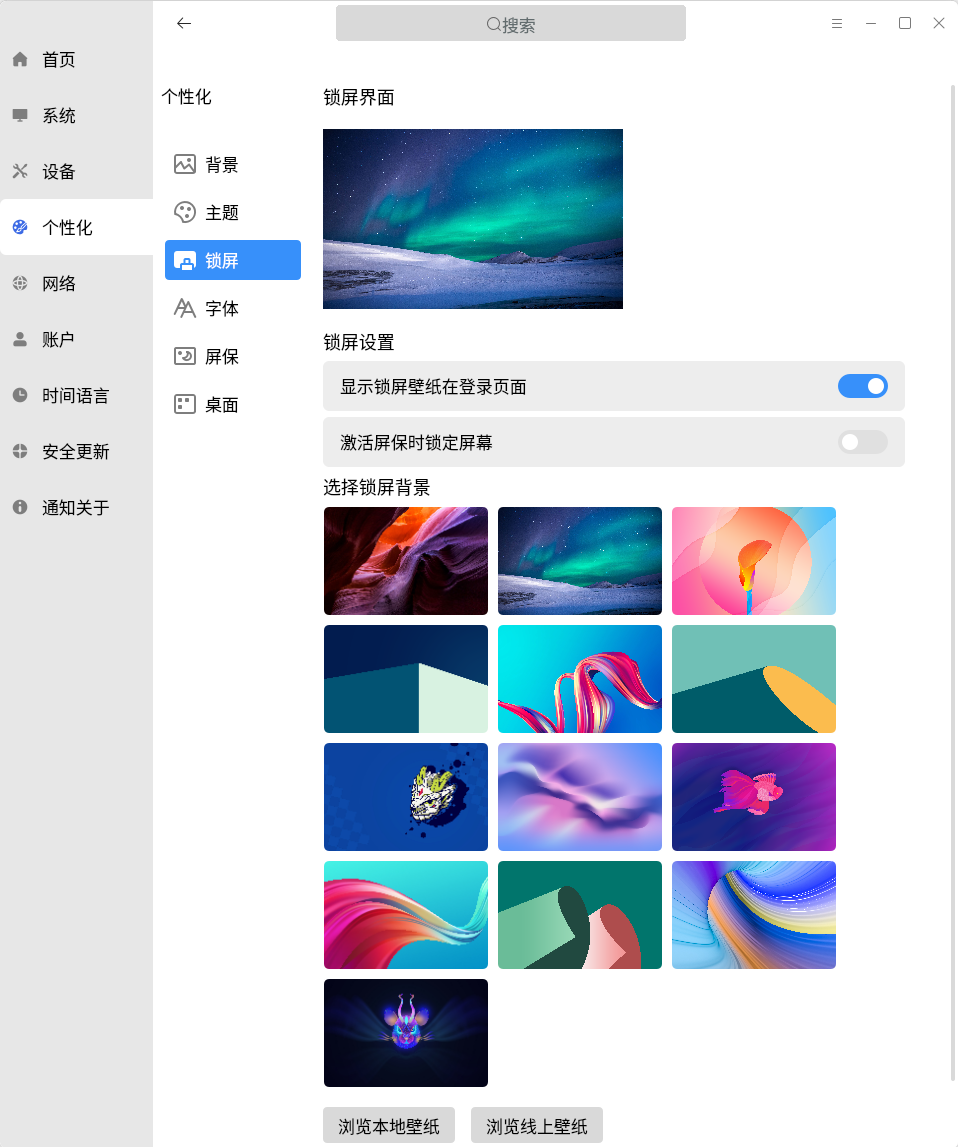 搜索
首页
系统
设备
个性化
网络
账户
时间语言
安全更新
通知关于
个性化
背景
主题
锁屏
字体
屏保
桌面
锁屏界面
锁屏设置
显示锁屏壁纸在登录页面
激活屏保时锁定屏幕
选择锁屏背景
浏览本地壁纸
浏览线上壁纸